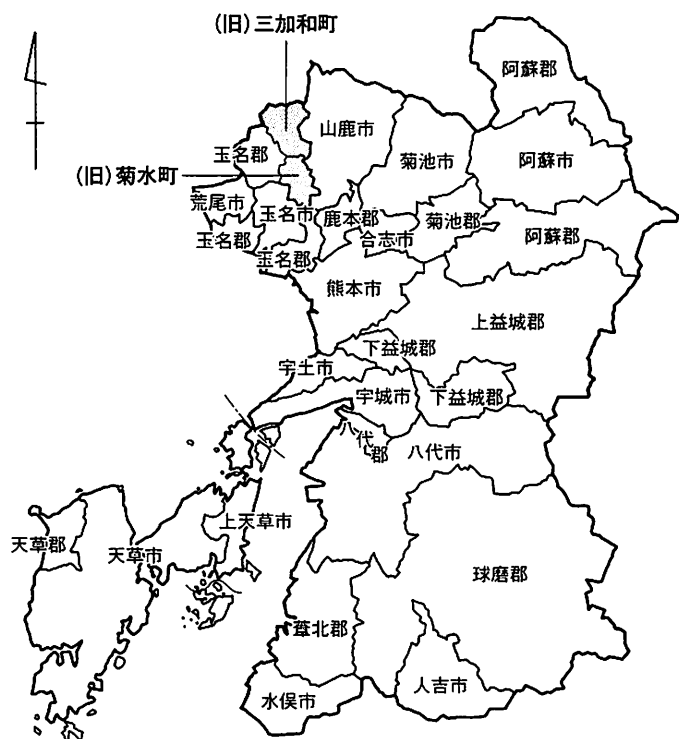 (旧)三加和町
阿蘇郡
山鹿市
玉名郡
菊池市
阿蘇市
(旧)菊水町
荒尾市
玉名市
鹿本郡
菊池郡
玉名郡
合志市
阿蘇郡
玉名郡
熊本市
上益城郡
下益城郡
宇土市
宇城市
下益城郡
八代郡
八代市
上天草市
天草郡
天草市
球磨郡
葦北郡
水俣市
人吉市